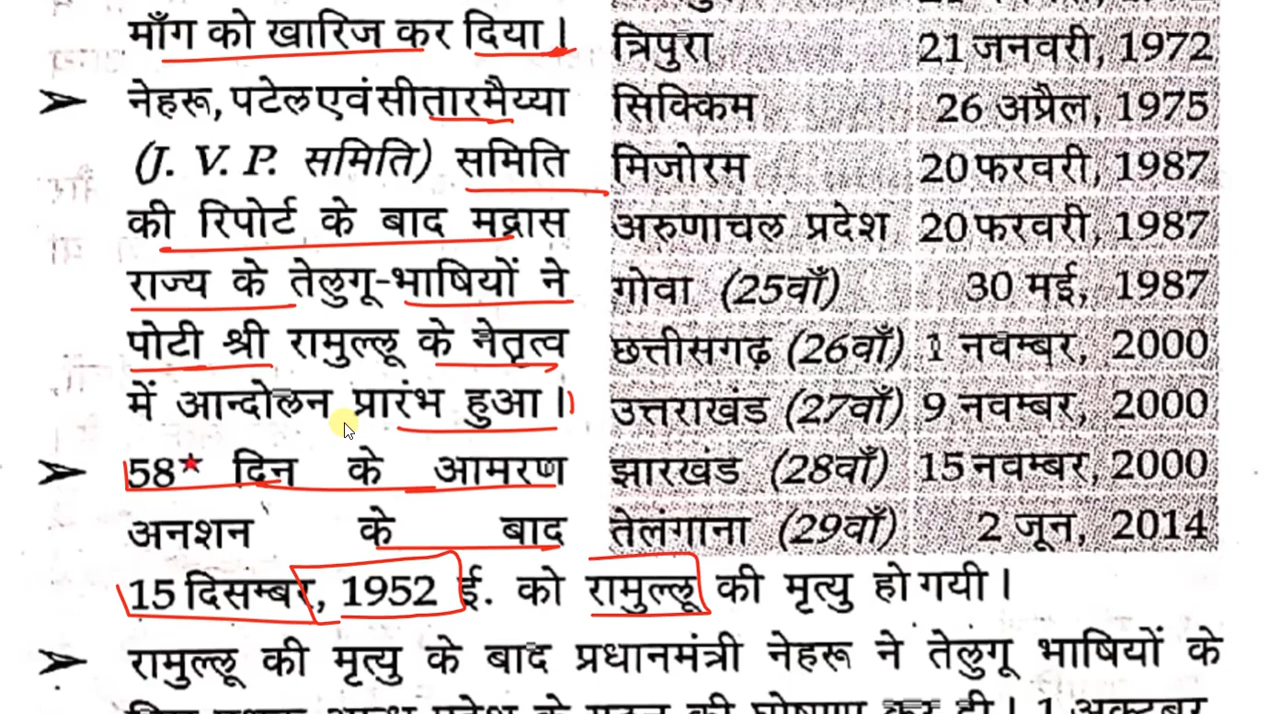 माँग को खारिज कर दिया।
नेहरू, पटेल एवं सीतारमैय्या
(J. V. P. समिति) समिति
की रिपोर्ट के बाद मद्रास
राज्य के तेलुगू-भाषियों ने
पोटी श्री रामुल्लू के नेतृत्व
में आन्दोलन प्रारंभ हुआ।
58* दिन के आमरण
अनशन के बाद
त्रिपुरा 21 जनवरी, 1972
सिक्किम 26 अप्रैल, 1975
मिजोरम 20 फरवरी, 1987
अरुणाचल प्रदेश 20 फरवरी, 1987
गोवा (25वाँ) 30 मई, 1987
छत्तीसगढ़ (26वाँ) 1 नवम्बर, 2000
उत्तराखंड (27वाँ) 9 नवम्बर, 2000
झारखंड (28वाँ) 15 नवम्बर, 2000
तेलंगाना (29वाँ) 2 जून, 2014
15 दिसम्बर, 1952 ई. को रामुल्लू की मृत्यु हो गयी।
रामुल्लू की मृत्यु के बाद प्रधानमंत्री नेहरू ने तेलुगू भाषियों के